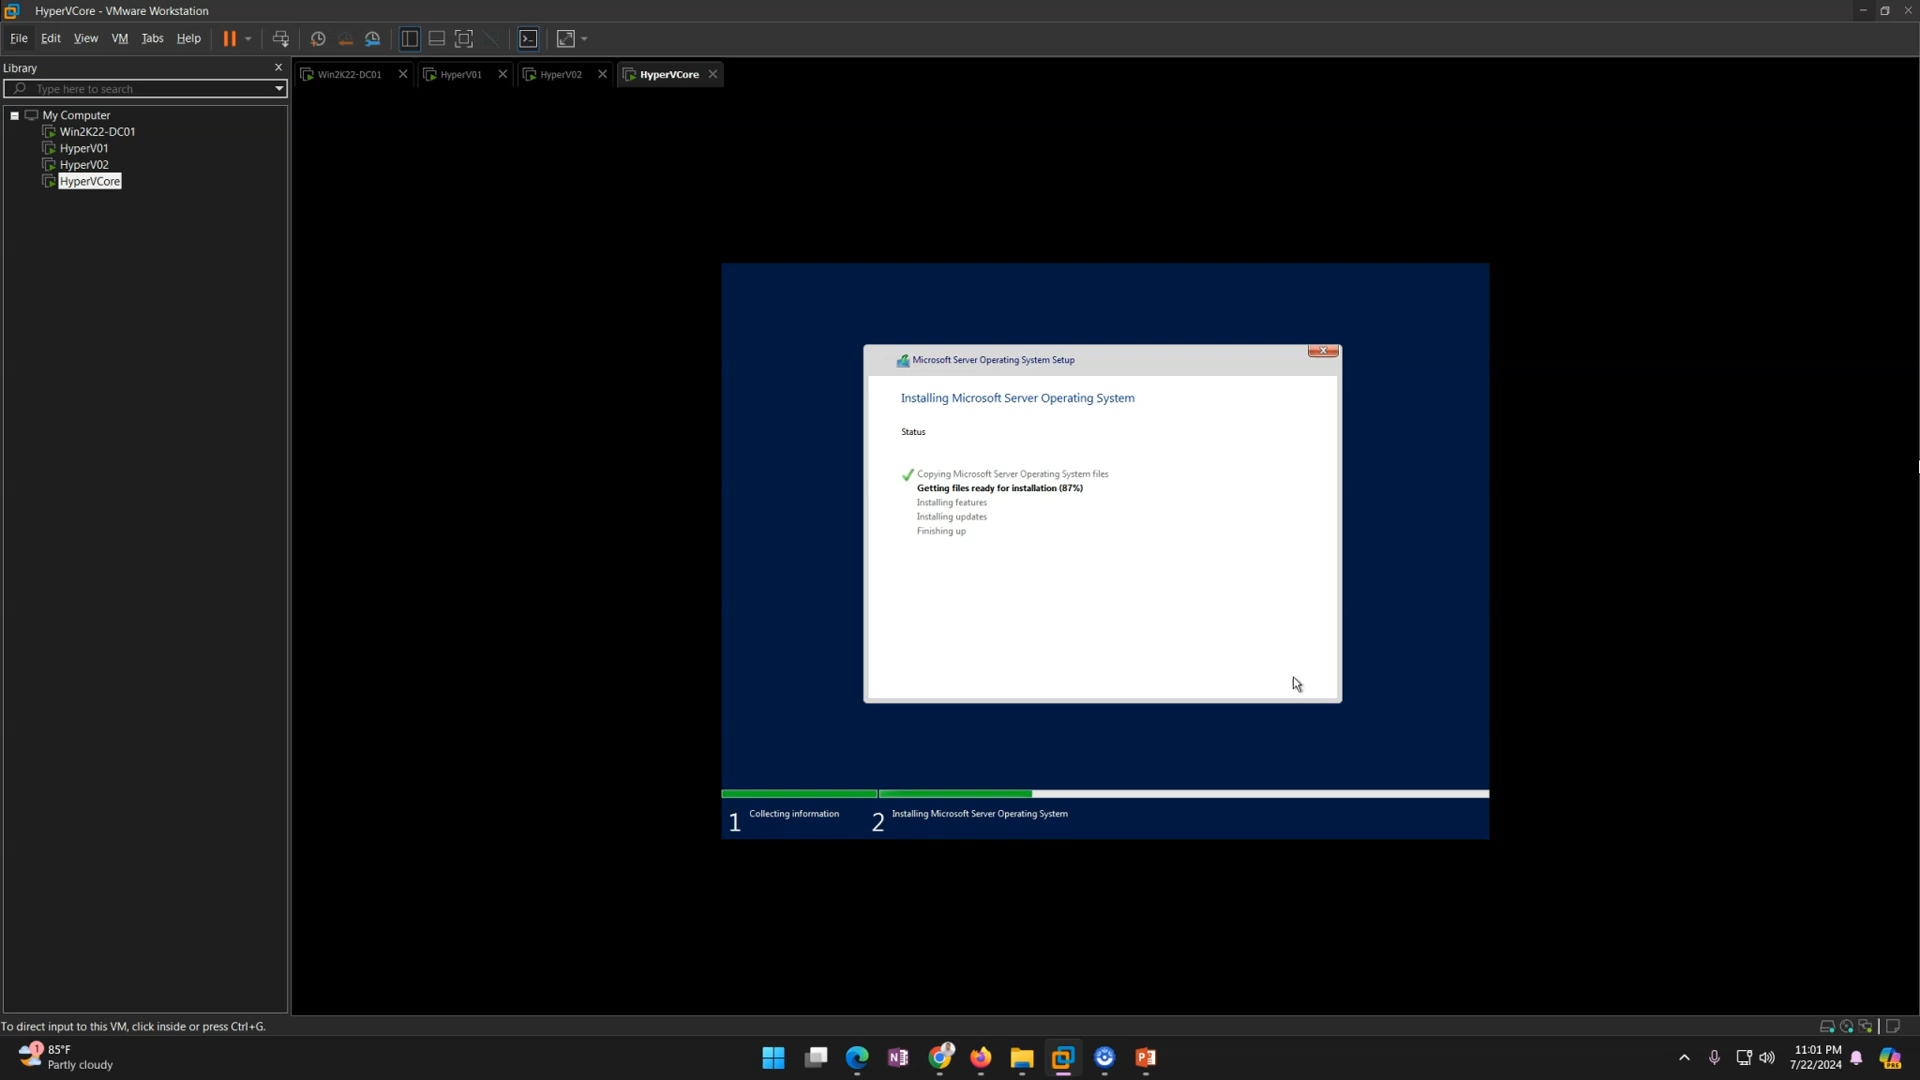 HyperVCore - VMware Workstation
File Edit View VM Tabs Help
Library
Type here to search
My Computer
Win2K22-DC01
HyperV01
HyperV02
HyperVCore
Win2K22-DC01 HyperV01 HyperV02 HyperVCore
Microsoft Server Operating System Setup
Installing Microsoft Server Operating System
Status
Copying Microsoft Server Operating System files
Getting files ready for installation (87%)
Installing features
Installing updates
Finishing up
1 Collecting information 2 Installing Microsoft Server Operating System
To direct input to this VM, click inside or press Ctrl+G.
1
85°F
Partly cloudy
N
P
PRE
11:01 PM
7/22/2024